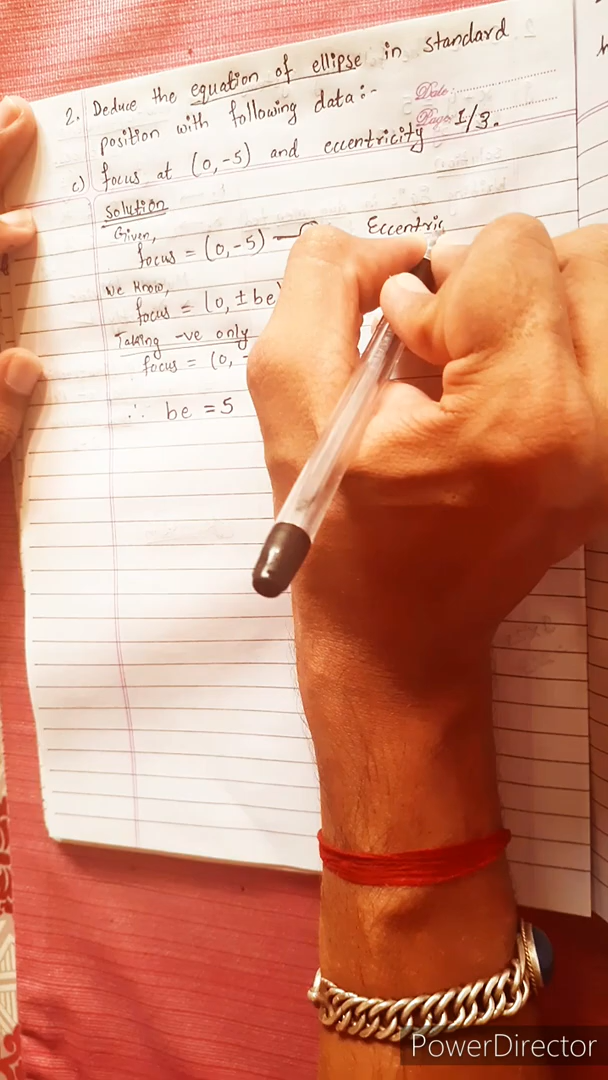 2. Deduce the equation of ellipse in standard
position with following data:-
Date:
Page:
c) focus at (0,-5) and eccentricity 1/3.
Solution
Given,
focus = (0,-5)
Eccentric
We Know,
focus = (0, ± be)
Taking -ve only
focus = (0, -
∴ be = 5
PowerDirector